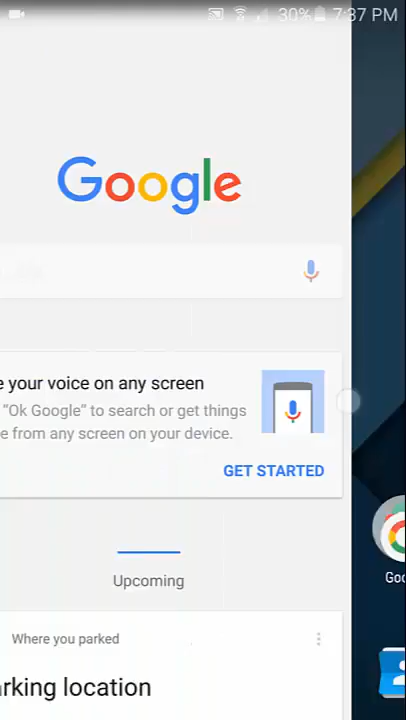 30% 7:37 PM
Google
e your voice on any screen
"Ok Google" to search or get things
e from any screen on your device.
GET STARTED
Upcoming
Where you parked
arking location
Goo